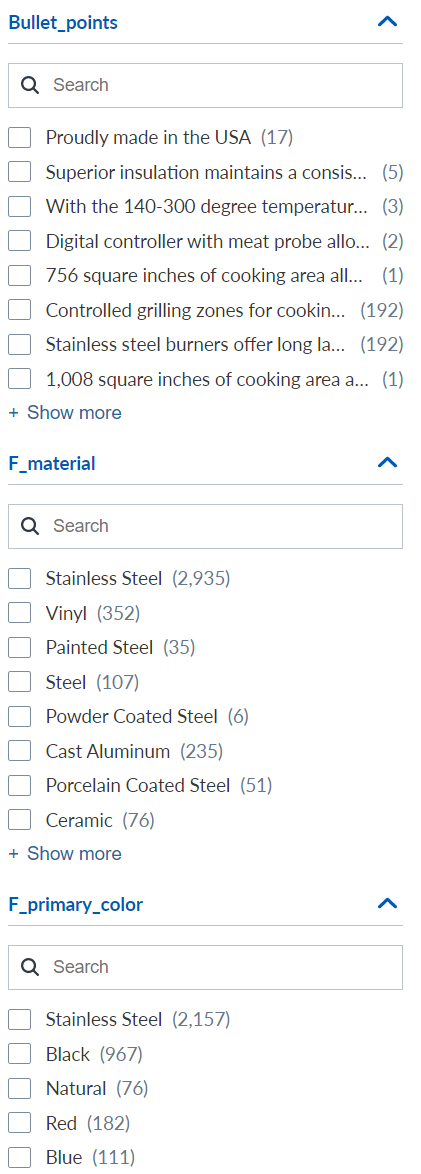 Bullet_points
Search
Proudly made in the USA (17)
Superior insulation maintains a consis... (5)
With the 140-300 degree temperatur... (3)
Digital controller with meat probe allo... (2)
756 square inches of cooking area all... (1)
Controlled grilling zones for cookin... (192)
Stainless steel burners offer long la... (192)
1,008 square inches of cooking area a... (1)
+ Show more
F_material
Search
Stainless Steel (2,935)
Vinyl (352)
Painted Steel (35)
Steel (107)
Powder Coated Steel (6)
Cast Aluminum (235)
Porcelain Coated Steel (51)
Ceramic (76)
+ Show more
F_primary_color
Search
Stainless Steel (2,157)
Black (967)
Natural (76)
Red (182)
Blue (111)